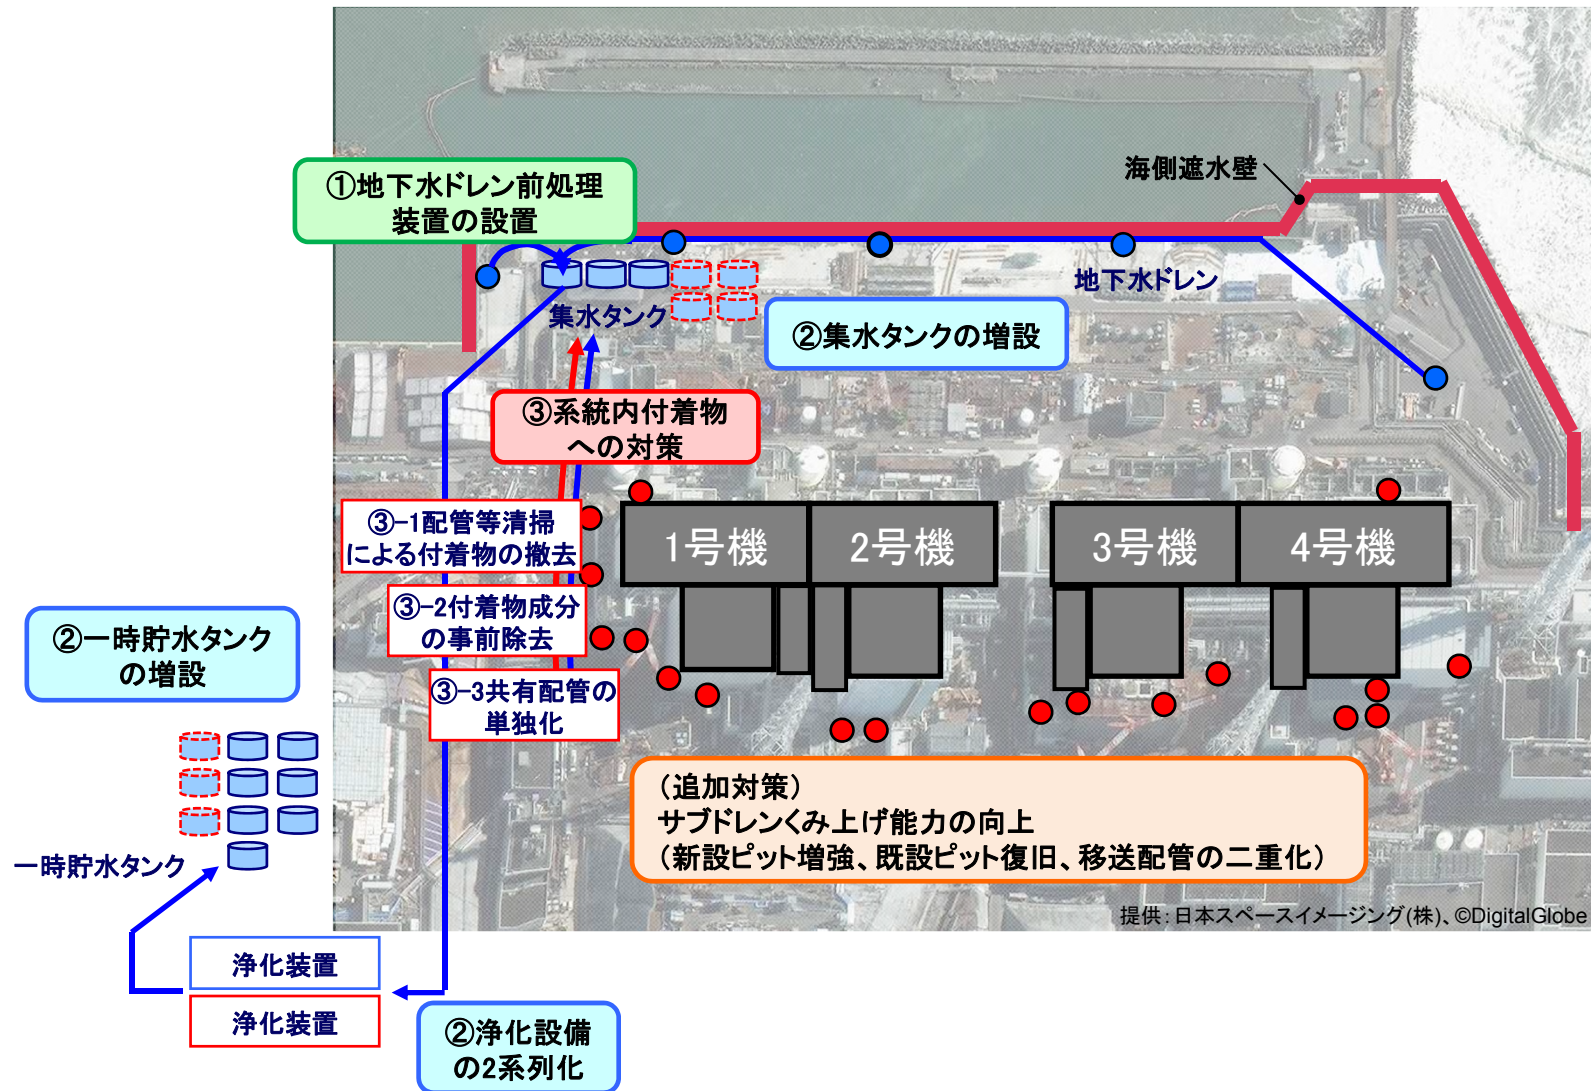 ①地下水ドレン前処理
装置の設置
海側遮水壁
地下水ドレン
集水タンク
②集水タンクの増設
③系統内付着物
への対策
③-1配管等清掃
による付着物の撤去
1号機
2号機
3号機
4号機
③-2付着物成分
の事前除去
②一時貯水タンク
の増設
③-3共有配管の
単独化
(追加対策)
サブドレンくみ上げ能力の向上
(新設ピット増強、既設ピット復旧、移送配管の二重化)
一時貯水タンク
提供:日本スペースイメージング(株)、©DigitalGlobe
浄化装置
浄化装置
②浄化設備
の2系列化